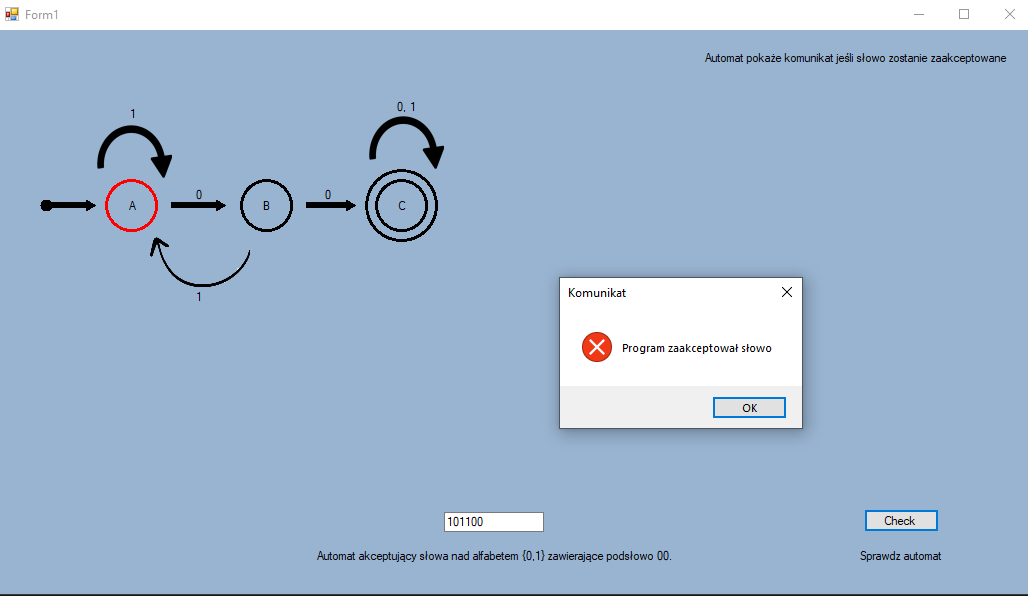 Form1
Automat pokaże komunikat jeśli słowo zostanie zaakceptowane
1
0, 1
0
0
A
B
C
1
Komunikat
Program zaakceptował słowo
OK
101100
Check
Automat akceptujący słowa nad alfabetem {0,1} zawierające podsłowo 00.
Sprawdz automat